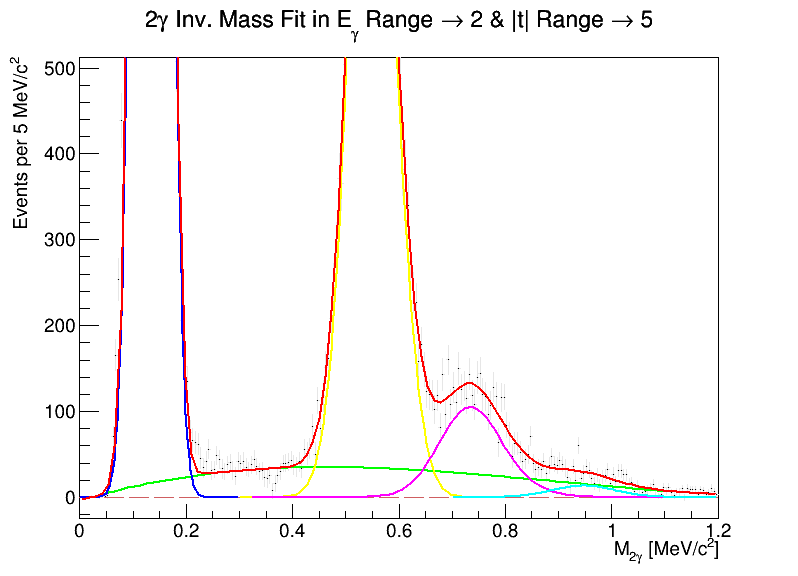 2γ Inv. Mass Fit in Eγ Range → 2 & |t| Range → 5
Events per 5 MeV/c²
500
400
300
200
100
0
0 0.2 0.4 0.6 0.8 1 1.2
M2γ [MeV/c²]